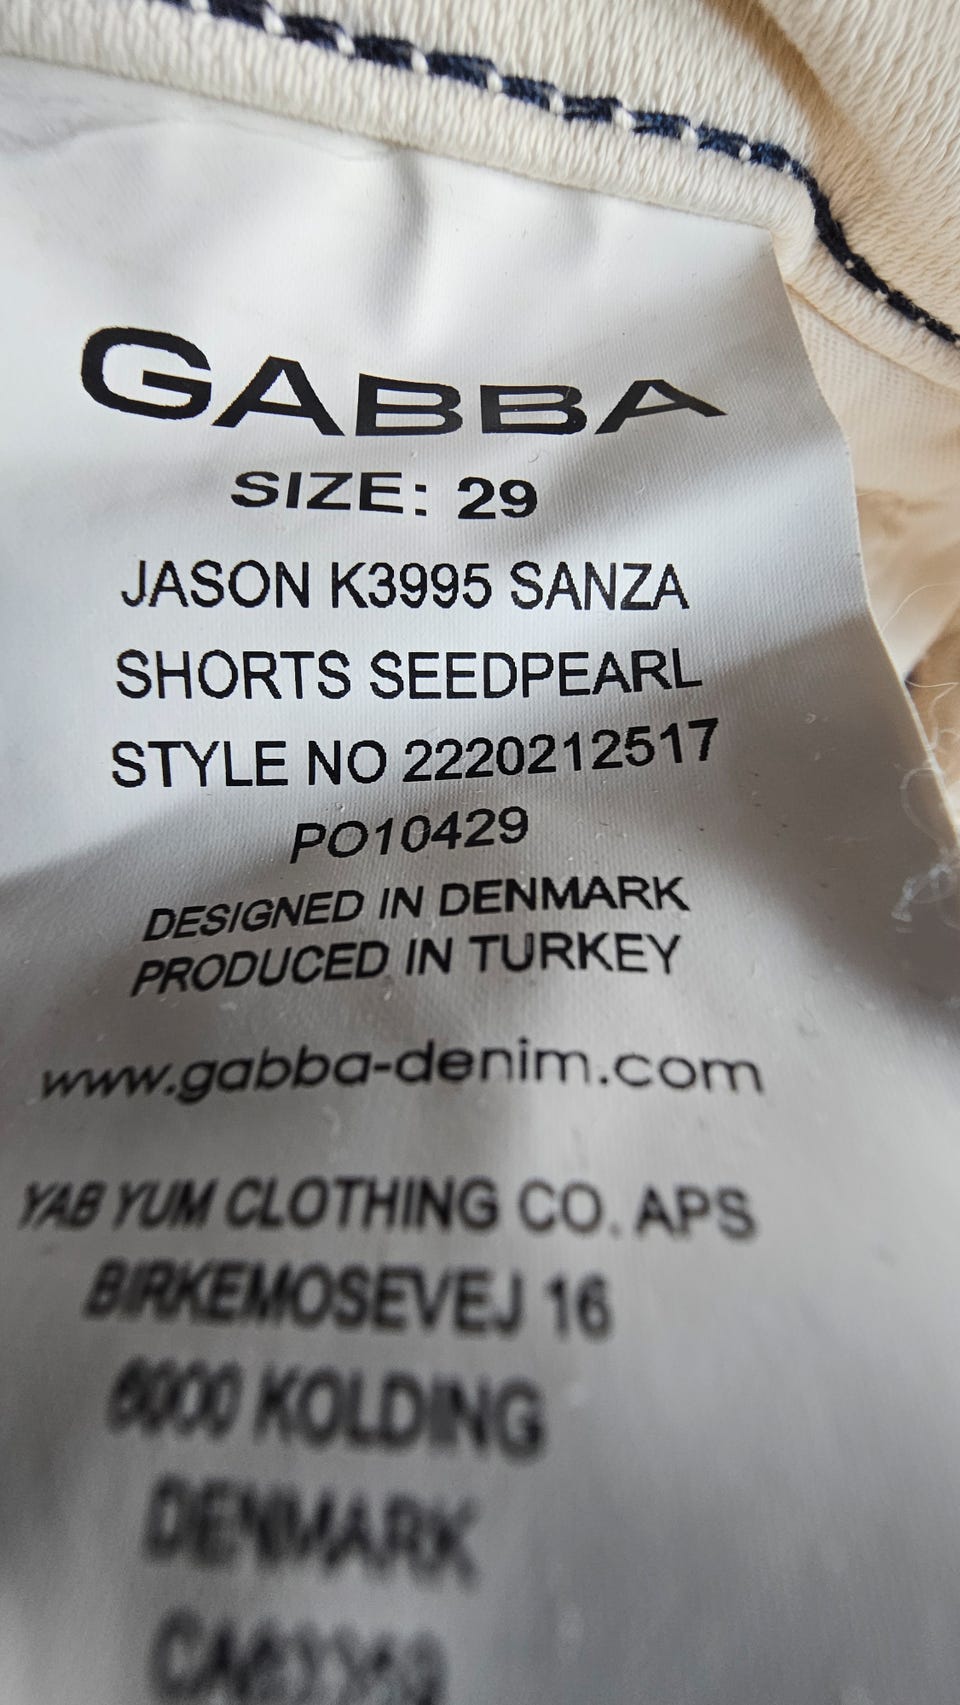 GABBA
SIZE: 29
JASON K3995 SANZA
SHORTS SEEDPEARL
STYLE NO 2220212517
PO10429
DESIGNED IN DENMARK
PRODUCED IN TURKEY
www.gabba-denim.com
YAB YUM CLOTHING CO. APS
BIRKEMOSEVEJ 16
6000 KOLDING
DENMARK